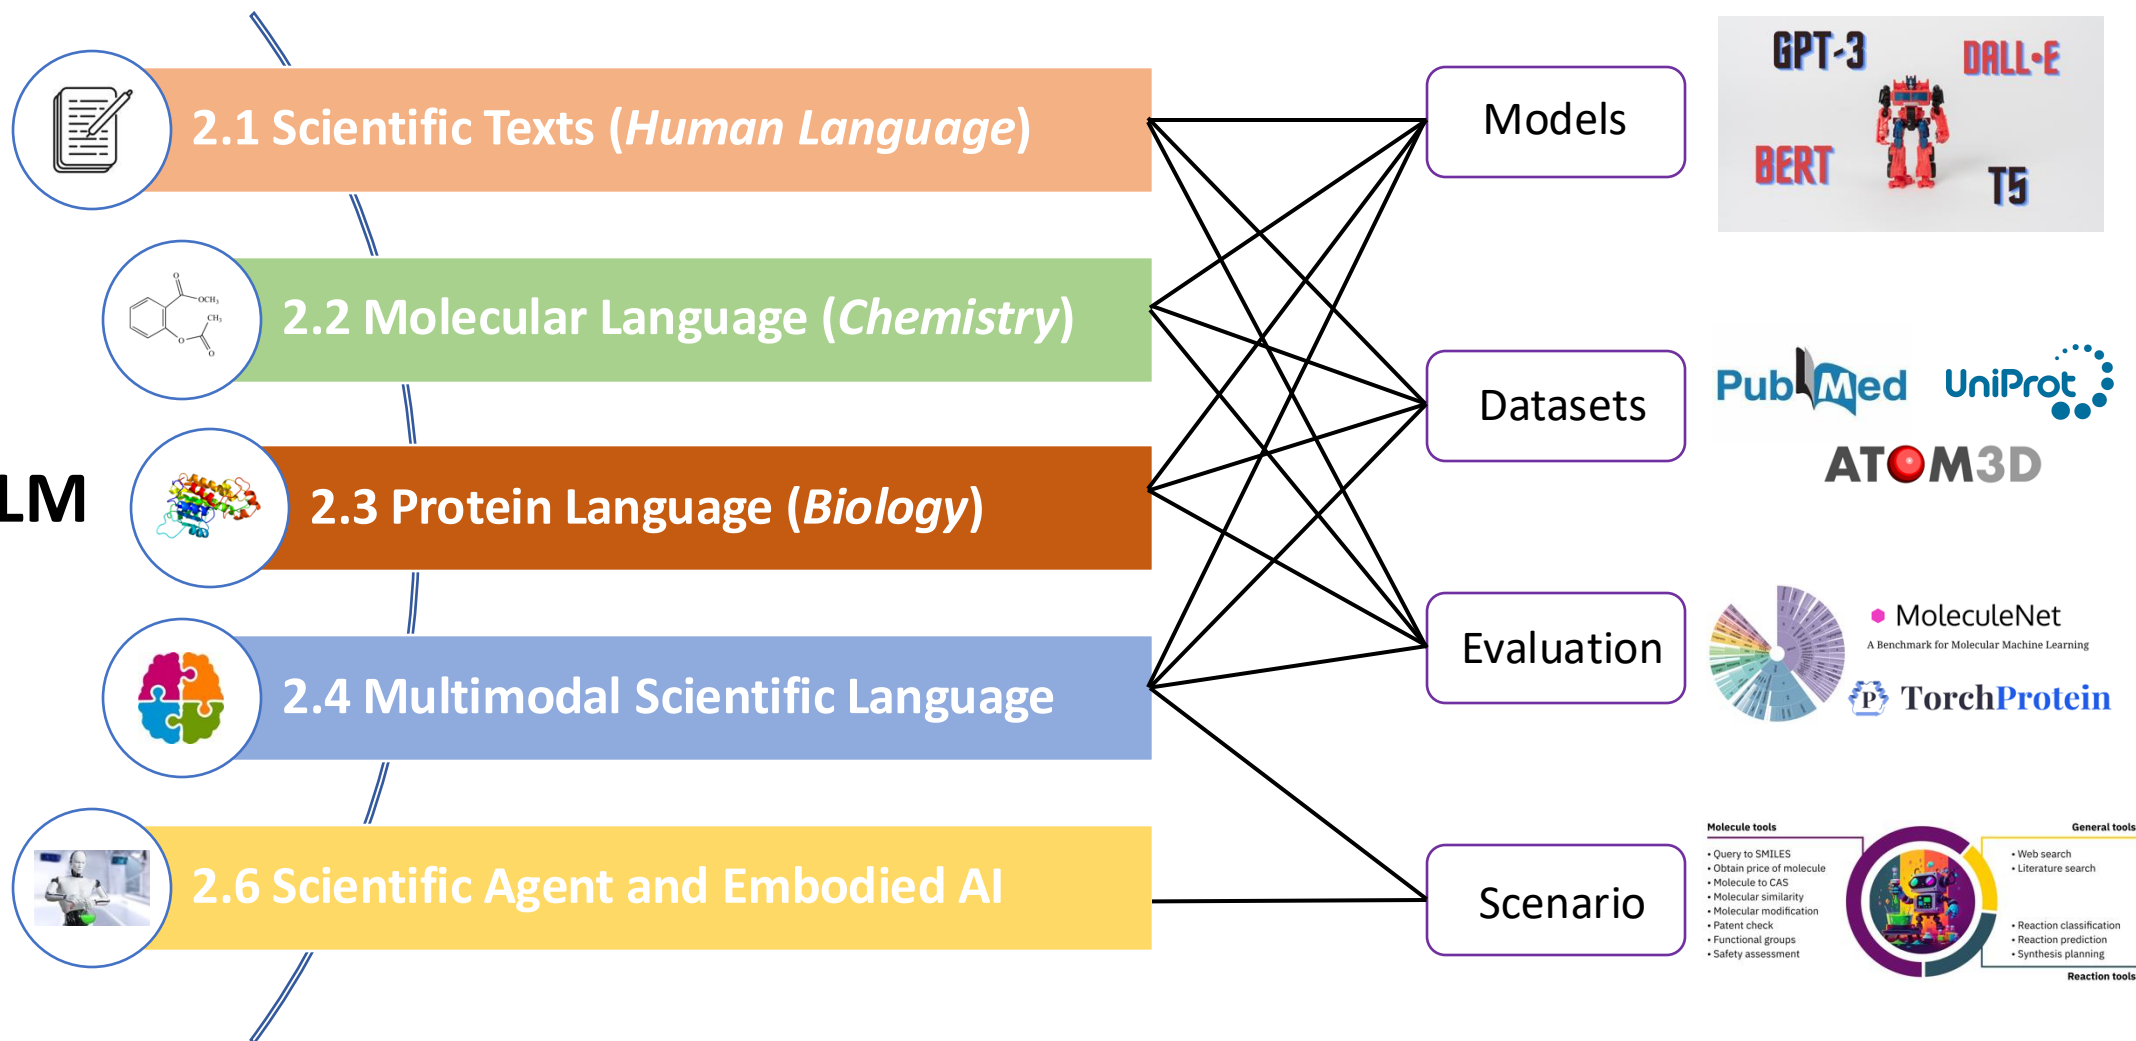 LM
2.1 Scientific Texts (Human Language)
2.2 Molecular Language (Chemistry)
2.3 Protein Language (Biology)
2.4 Multimodal Scientific Language
2.6 Scientific Agent and Embodied AI
O
OCH3
CH3
O
O
Models
Datasets
Evaluation
Scenario
GPT-3
DALL•E
BERT
T5
PubMed
UniProt
ATOM3D
MoleculeNet
A Benchmark for Molecular Machine Learning
P
TorchProtein
Molecule tools
• Query to SMILES
• Obtain price of molecule
• Molecule to CAS
• Molecular similarity
• Molecular modification
• Patent check
• Functional groups
• Safety assessment
General tools
• Web search
• Literature search
• Reaction classification
• Reaction prediction
• Synthesis planning
Reaction tools